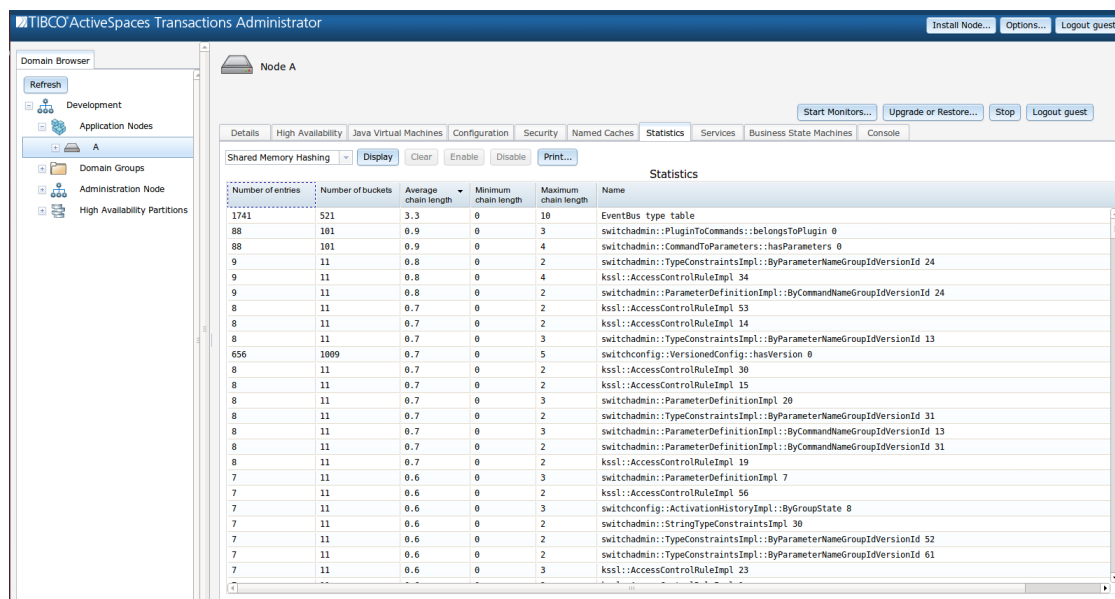 TIBCO® ActiveSpaces Transactions Administrator
Install Node... Options... Logout guest
Domain Browser
Refresh
Development
Application Nodes
A
Domain Groups
Administration Node
High Availability Partitions
Node A
Start Monitors... Upgrade or Restore... Stop Logout guest
Details High Availability Java Virtual Machines Configuration Security Named Caches Statistics Services Business State Machines Console
Shared Memory Hashing Display Clear Enable Disable Print...
Statistics
Number of entries Number of buckets Average chain length Minimum chain length Maximum chain length Name
1741 521 3.3 0 10 EventBus type table
88 101 0.9 0 3 switchadmin::PluginToCommands::belongsToPlugin 0
88 101 0.9 0 4 switchadmin::CommandToParameters::hasParameters 0
9 11 0.8 0 2 switchadmin::TypeConstraintsImpl::ByParameterNameGroupIdVersionId 24
9 11 0.8 0 4 kssl::AccessControlRuleImpl 34
9 11 0.8 0 2 switchadmin::ParameterDefinitionImpl::ByCommandNameGroupIdVersionId 24
8 11 0.7 0 2 kssl::AccessControlRuleImpl 53
8 11 0.7 0 2 kssl::AccessControlRuleImpl 14
8 11 0.7 0 3 switchadmin::TypeConstraintsImpl::ByParameterNameGroupIdVersionId 13
656 1009 0.7 0 5 switchconfig::VersionedConfig::hasVersion 0
8 11 0.7 0 2 kssl::AccessControlRuleImpl 30
8 11 0.7 0 2 kssl::AccessControlRuleImpl 15
8 11 0.7 0 3 switchadmin::ParameterDefinitionImpl 20
8 11 0.7 0 2 switchadmin::TypeConstraintsImpl::ByParameterNameGroupIdVersionId 31
8 11 0.7 0 3 switchadmin::ParameterDefinitionImpl::ByCommandNameGroupIdVersionId 13
8 11 0.7 0 2 switchadmin::ParameterDefinitionImpl::ByCommandNameGroupIdVersionId 31
8 11 0.7 0 2 kssl::AccessControlRuleImpl 19
7 11 0.6 0 3 switchadmin::ParameterDefinitionImpl 7
7 11 0.6 0 2 kssl::AccessControlRuleImpl 56
7 11 0.6 0 3 switchconfig::ActivationHistoryImpl::ByGroupState 8
7 11 0.6 0 2 switchadmin::StringTypeConstraintsImpl 30
7 11 0.6 0 2 switchadmin::TypeConstraintsImpl::ByParameterNameGroupIdVersionId 52
7 11 0.6 0 2 switchadmin::TypeConstraintsImpl::ByParameterNameGroupIdVersionId 61
7 11 0.6 0 3 kssl::AccessControlRuleImpl 23